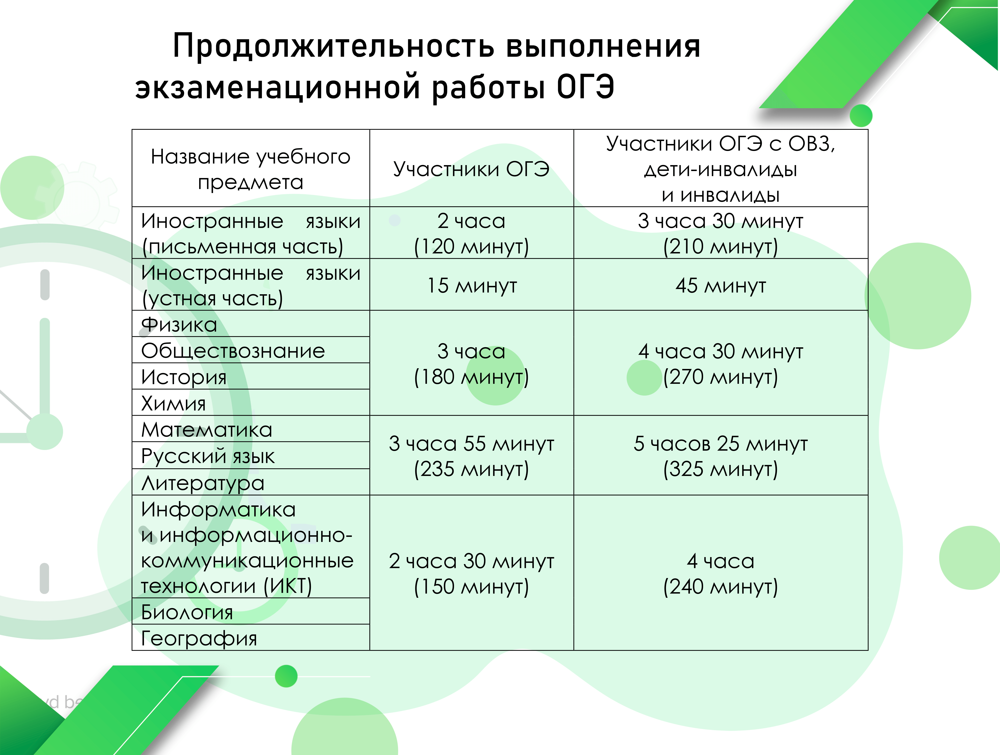 Продолжительность выполнения
экзаменационной работы ОГЭ
Название учебного
предмета
Участники ОГЭ
Участники ОГЭ с ОВЗ,
дети-инвалиды
и инвалиды
Иностранные языки
(письменная часть)
2 часа
(120 минут)
3 часа 30 минут
(210 минут)
Иностранные языки
(устная часть)
15 минут
45 минут
Физика
Обществознание
История
Химия
3 часа
(180 минут)
4 часа 30 минут
(270 минут)
Математика
Русский язык
Литература
3 часа 55 минут
(235 минут)
5 часов 25 минут
(325 минут)
Информатика
и информационно-
коммуникационные
технологии (ИКТ)
Биология
География
2 часа 30 минут
(150 минут)
4 часа
(240 минут)